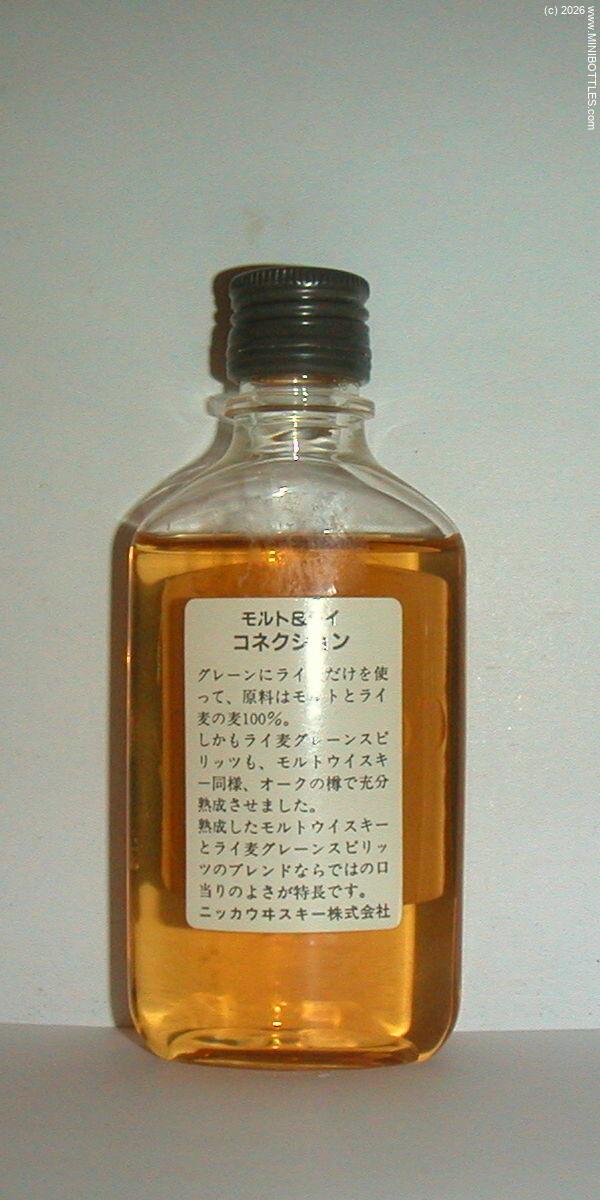 (c) 2026 www.MINIBOTTLES.com
モルト&ライ
コネクション
グレーンにライ だけを使
って、原料はモルトとライ
麦の麦100%。
しかもライ麦グレーンスピ
リッツも、モルトウイスキ
ー同様、オークの樽で充分
熟成させました。
熟成したモルトウイスキー
とライ麦グレーンスピリッ
ツのブレンドならではの口
当りのよさが特長です。
ニッカウヰスキー株式会社